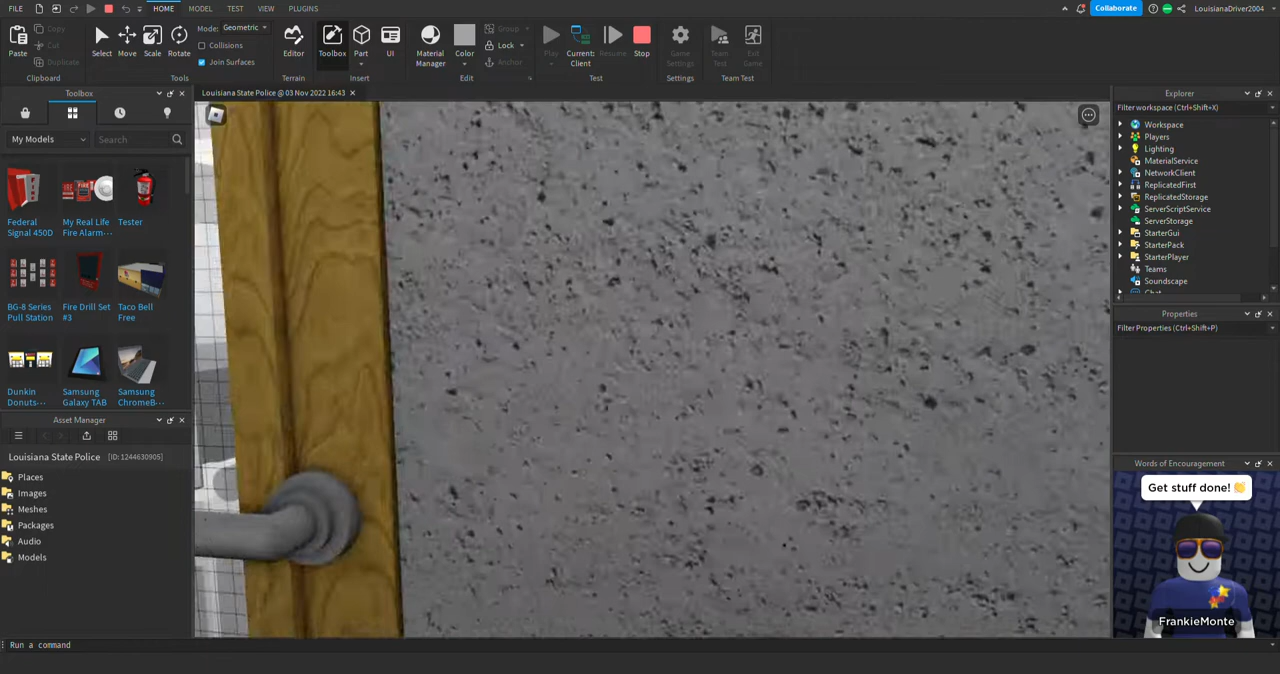 FILE HOME MODEL TEST VIEW PLUGINS Collaborate LouisianaDriver2004
Paste Copy Cut Duplicate Clipboard
Select Move Scale Rotate Tools
Mode: Geometric
Collisions
Join Surfaces
Editor Terrain
Toolbox Part UI Insert
Material Manager Color Group Lock Anchor Edit
Play Current: Client Resume Stop Test
Game Settings Settings
Team Test Exit Game Team Test
Toolbox
My Models Search
Federal Signal 450D
My Real Life Fire Alarm...
Tester
BG-8 Series Pull Station
Fire Drill Set #3
Taco Bell Free
Dunkin Donuts...
Samsung Galaxy TAB
Samsung ChromeB...
Asset Manager
Louisiana State Police [ID:1244630905]
Places
Images
Meshes
Packages
Audio
Models
Louisiana State Police @ 03 Nov 2022 16:43
Explorer
Filter workspace (Ctrl+Shift+X)
Workspace
Players
Lighting
MaterialService
NetworkClient
ReplicatedFirst
ReplicatedStorage
ServerScriptService
ServerStorage
StarterGui
StarterPack
StarterPlayer
Teams
Soundscape
Chat
Properties
Filter Properties (Ctrl+Shift+P)
Words of Encouragement
Get stuff done! 👏
FrankieMonte
Run a command